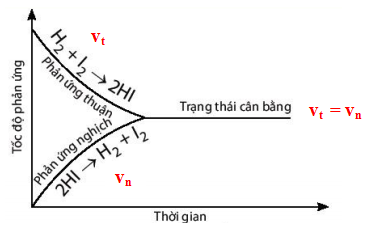 Tốc độ phản ứng
H₂ + I₂ → 2HI
v_t
Phản ứng thuận
Trạng thái cân bằng
v_t = v_n
Phản ứng nghịch
2HI → H₂ + I₂
v_n
Thời gian